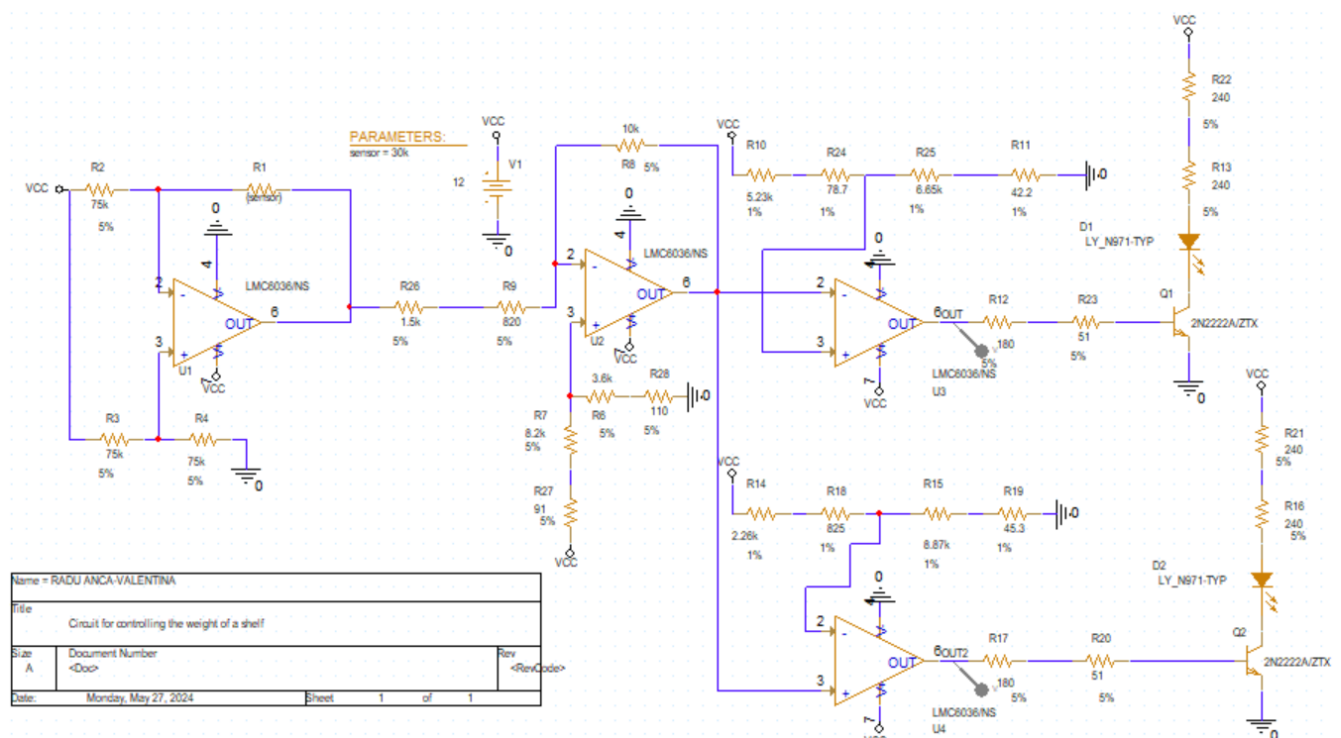 VCC
R2
75k
5%
R1
(sensor)
PARAMETERS:
sensor = 30k
VCC
V1
12
0
0
4
2
-
LMC6036/NS
6
OUT
3
+
U1
7
VCC
R3
75k
5%
R4
75k
5%
0
R26
1.5k
5%
R9
820
5%
10k
R8
5%
0
4
2
-
LMC6036/NS
6
OUT
3
+
U2
VCC
3.6k
R6
5%
R28
110
5%
0
R7
8.2k
5%
R27
91
5%
VCC
VCC
R10
5.23k
1%
R24
78.7
1%
R25
6.65k
1%
R11
42.2
1%
0
0
4
2
-
6
OUT
OUT
3
+
7
VCC
LMC6036/NS
U3
R12
180
5%
R23
51
5%
VCC
R22
240
5%
R13
240
5%
D1
LY_N971-TYP
Q1
2N2222A/ZTX
0
VCC
R14
2.26k
1%
R18
825
1%
R15
8.87k
1%
R19
45.3
1%
0
0
4
2
-
6
OUT2
OUT
3
+
7
VCC
LMC6036/NS
U4
R17
180
5%
R20
51
5%
VCC
R21
240
5%
R16
240
5%
D2
LY_N971-TYP
Q2
2N2222A/ZTX
0
Name = RADU ANCA-VALENTINA
Title
Circuit for controlling the weight of a shelf
Size
A
Document Number
<Doc>
Rev
<RevCode>
Date:
Monday, May 27, 2024
Sheet
1
of
1